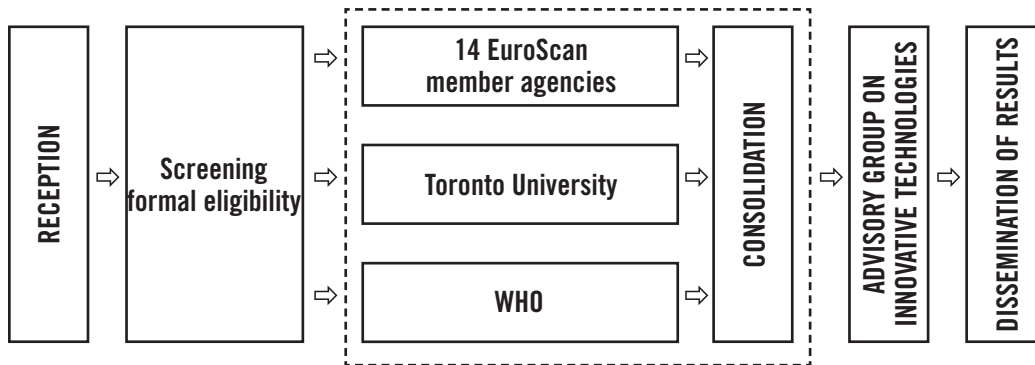 RECEPTION
Screening
formal eligibility
14 EuroScan
member agencies
Toronto University
WHO
CONSOLIDATION
ADVISORY GROUP ON
INNOVATIVE TECHNOLOGIES
DISSEMINATION OF RESULTS